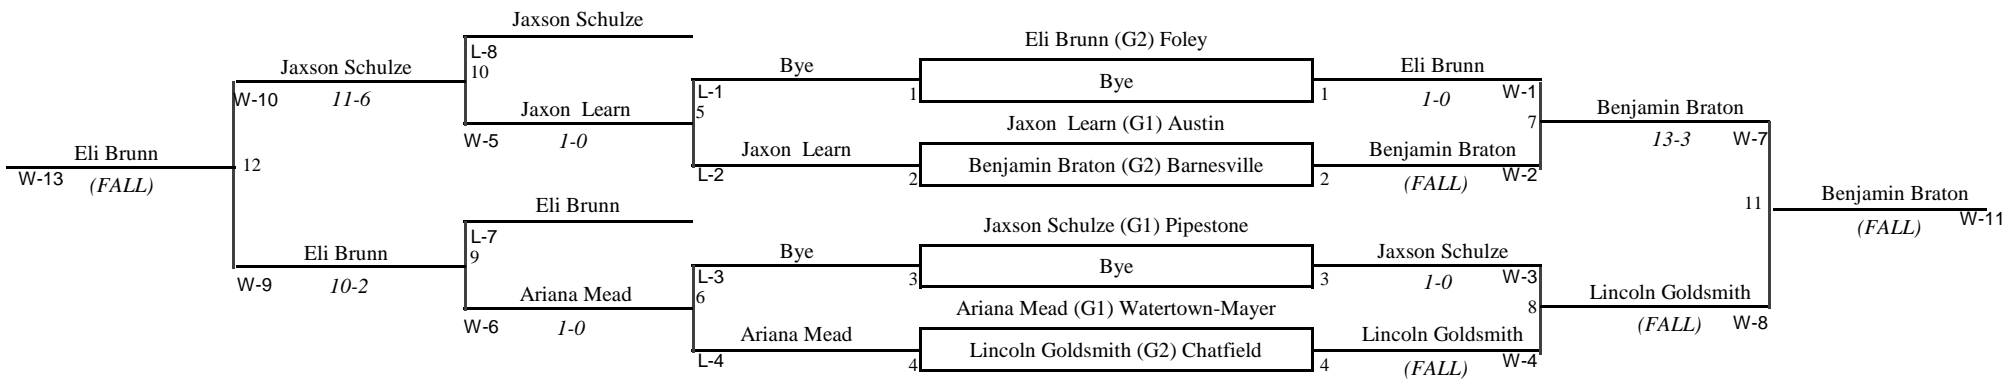 Jaxson Schulze
L-8
10
Jaxson Schulze
W-10
11-6
Jaxon  Learn
W-5
1-0
Eli Brunn
W-13
(FALL)
12
Eli Brunn
L-7
9
Eli Brunn
W-9
10-2
Ariana Mead
W-6
1-0
Bye
L-1
5
Jaxon  Learn
L-2
Bye
L-3
6
Ariana Mead
L-4
Eli Brunn (G2) Foley
1
Bye
1
Jaxon  Learn (G1) Austin
2
Benjamin Braton (G2) Barnesville
2
Jaxson Schulze (G1) Pipestone
3
Bye
3
Ariana Mead (G1) Watertown-Mayer
4
Lincoln Goldsmith (G2) Chatfield
4
Eli Brunn
1-0
W-1
7
Benjamin Braton
(FALL)
W-2
Jaxson Schulze
1-0
W-3
8
Lincoln Goldsmith
(FALL)
W-4
Benjamin Braton
13-3
W-7
11
Lincoln Goldsmith
(FALL)
W-8
Benjamin Braton
(FALL)
W-11